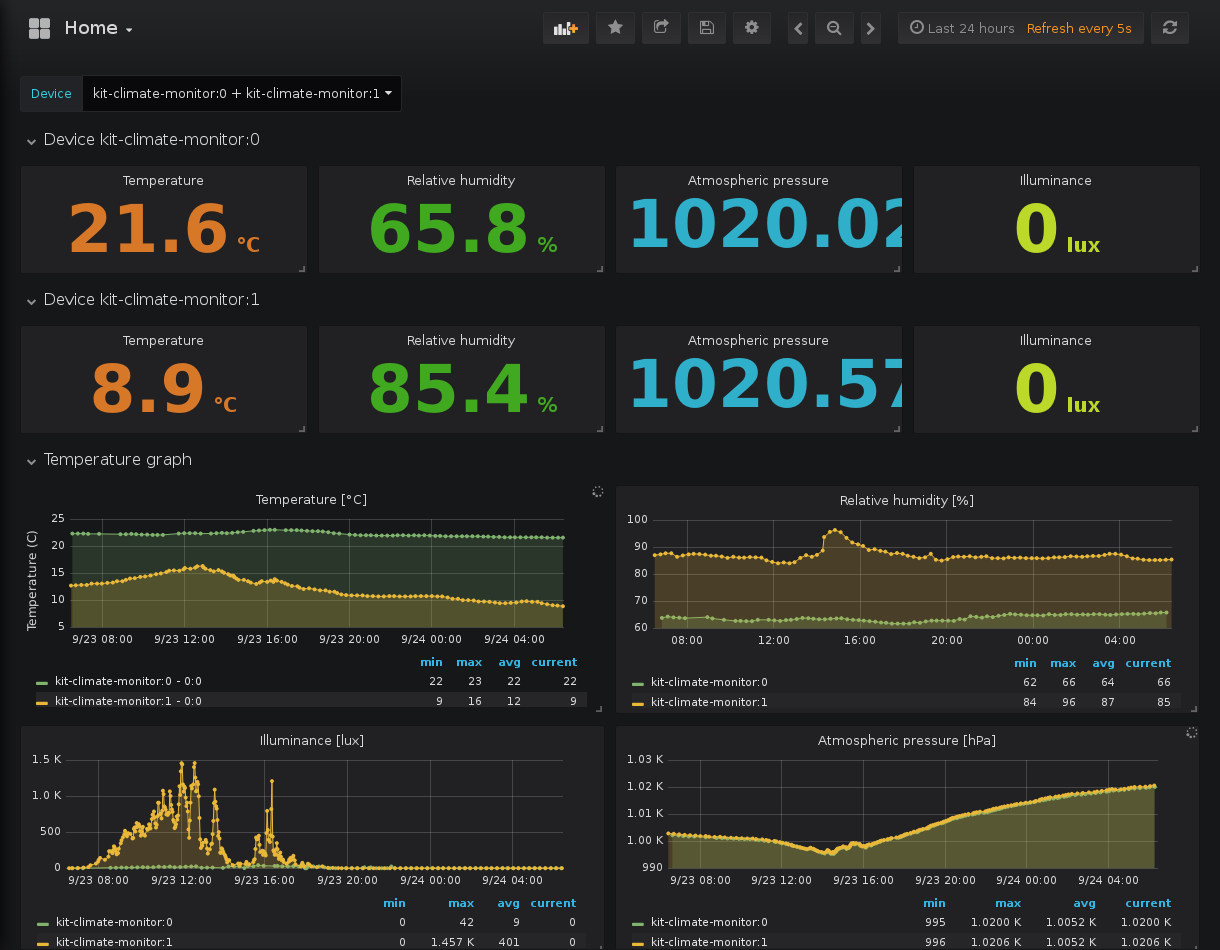 Home
Last 24 hours Refresh every 5s
Device kit-climate-monitor:0 + kit-climate-monitor:1
Device kit-climate-monitor:0
Temperature Relative humidity Atmospheric pressure Illuminance
21.6 °C 65.8 % 1020.02 0 lux
Device kit-climate-monitor:1
Temperature Relative humidity Atmospheric pressure Illuminance
8.9 °C 85.4 % 1020.57 0 lux
Temperature graph
Temperature [°C]
Temperature (C)
25
20
15
10
5
9/23 08:00 9/23 12:00 9/23 16:00 9/23 20:00 9/24 00:00 9/24 04:00
min max avg current
kit-climate-monitor:0 - 0:0 22 23 22 22
kit-climate-monitor:1 - 0:0 9 16 12 9
Relative humidity [%]
100
90
80
70
60
08:00 12:00 16:00 20:00 00:00 04:00
min max avg current
kit-climate-monitor:0 62 66 64 66
kit-climate-monitor:1 84 96 87 85
Illuminance [lux]
1.5 K
1.0 K
500
0
9/23 08:00 9/23 12:00 9/23 16:00 9/23 20:00 9/24 00:00 9/24 04:00
min max avg current
kit-climate-monitor:0 0 42 9 0
kit-climate-monitor:1 0 1.457 K 401 0
Atmospheric pressure [hPa]
1.03 K
1.02 K
1.01 K
1.00 K
990
9/23 08:00 9/23 12:00 9/23 16:00 9/23 20:00 9/24 00:00 9/24 04:00
min max avg current
kit-climate-monitor:0 995 1.0200 K 1.0052 K 1.0200 K
kit-climate-monitor:1 996 1.0206 K 1.0056 K 1.0206 K